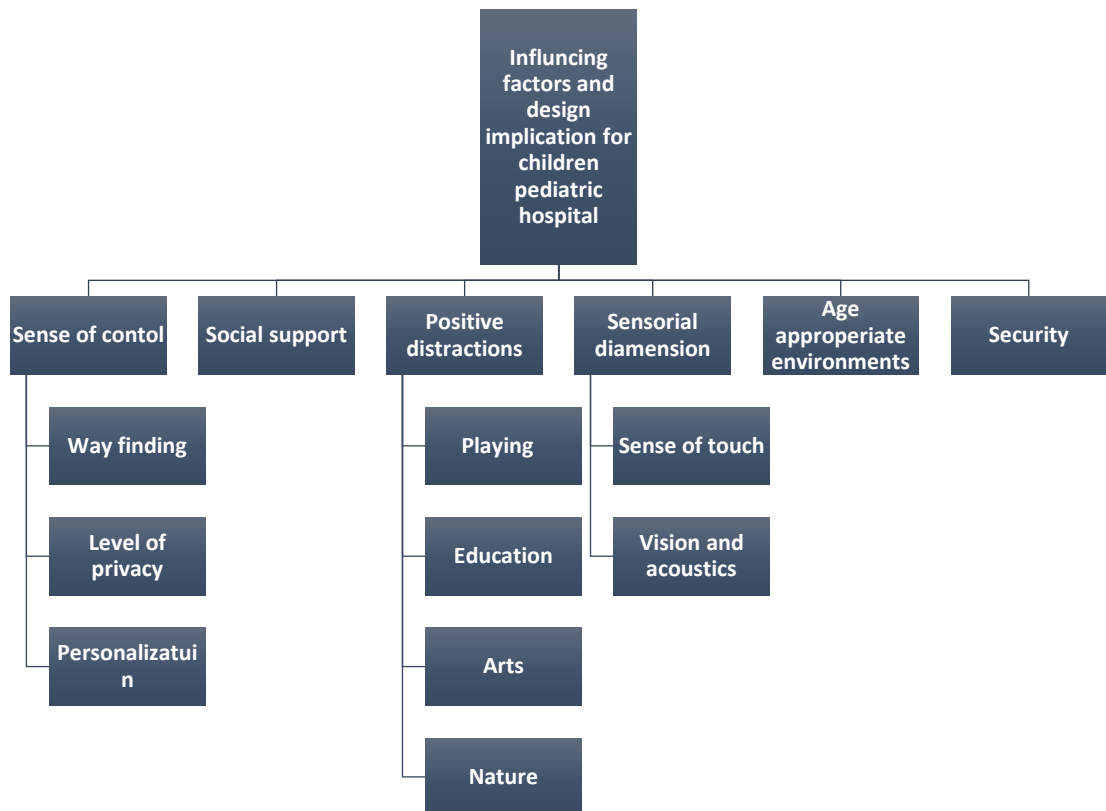 Influncing
factors and
design
implication for
children
pediatric
hospital
Sense of contol
Social support
Positive
distractions
Sensorial
diamension
Age
approperiate
environments
Security
Way finding
Level of
privacy
Personalizatui
n
Playing
Education
Arts
Nature
Sense of touch
Vision and
acoustics